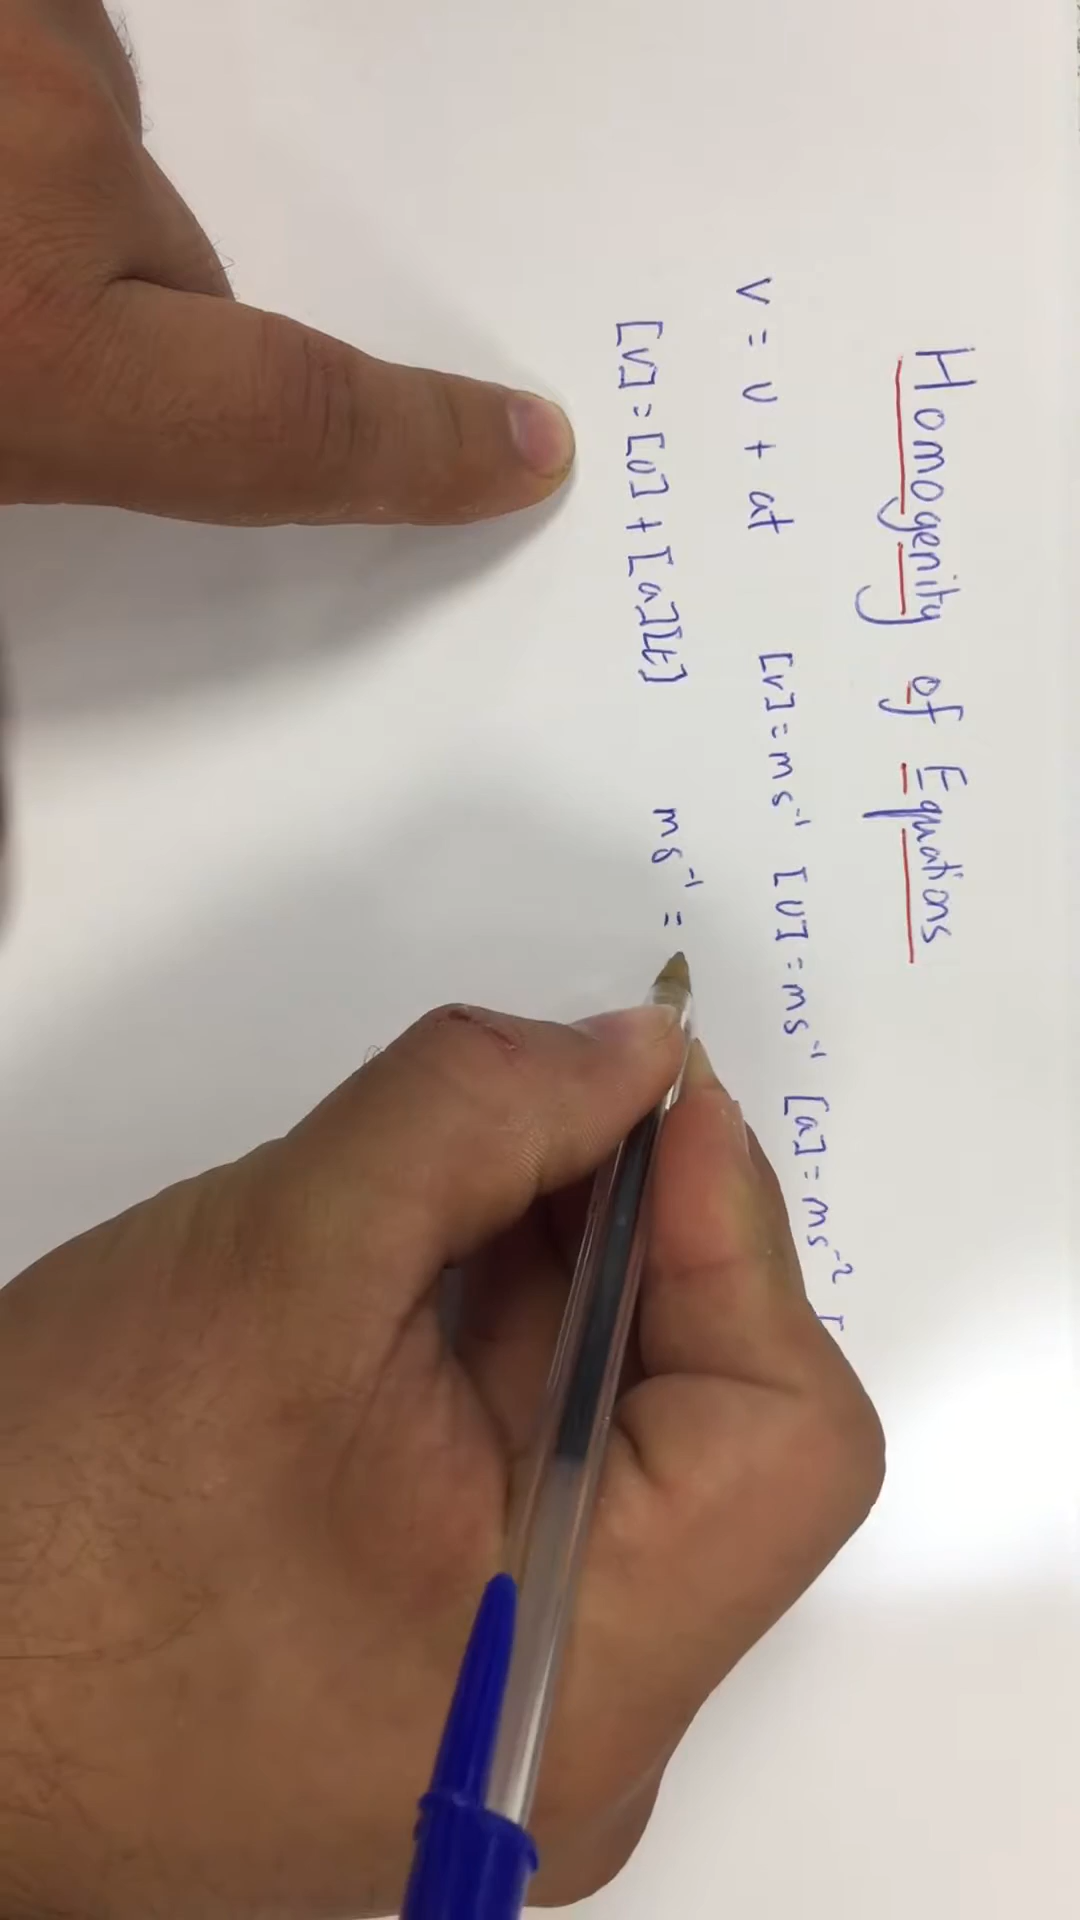 Homogenity of Equations
v = u + at [v] = ms⁻¹ [u] = ms⁻¹ [a] = ms⁻² [
[v] = [u] + [a][t] ms⁻¹ =